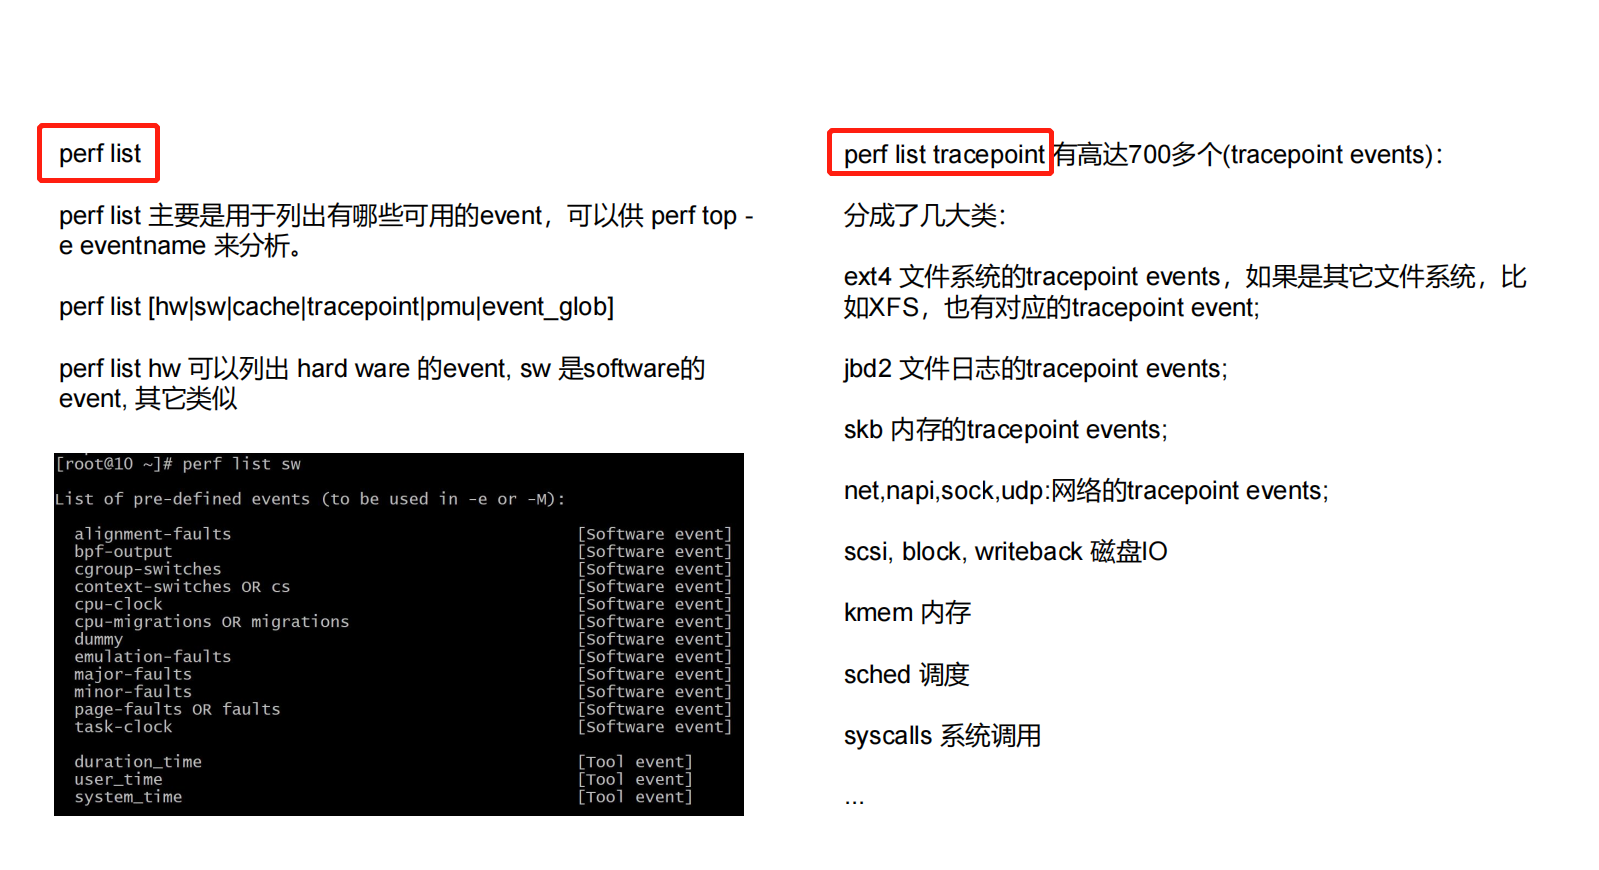 perf list
perf list 主要是用于列出有哪些可用的event，可以供 perf top -
e eventname 来分析。
perf list [hw|sw|cache|tracepoint|pmu|event_glob]
perf list hw 可以列出 hard ware 的event, sw 是software的
event, 其它类似
[root@10 ~]# perf list sw
List of pre-defined events (to be used in -e or -M):
alignment-faults [Software event]
bpf-output [Software event]
cgroup-switches [Software event]
context-switches OR cs [Software event]
cpu-clock [Software event]
cpu-migrations OR migrations [Software event]
dummy [Software event]
emulation-faults [Software event]
major-faults [Software event]
minor-faults [Software event]
page-faults OR faults [Software event]
task-clock [Software event]
duration_time [Tool event]
user_time [Tool event]
system_time [Tool event]
perf list tracepoint 有高达700多个(tracepoint events)：
分成了几大类：
ext4 文件系统的tracepoint events，如果是其它文件系统，比
如XFS，也有对应的tracepoint event;
jbd2 文件日志的tracepoint events;
skb 内存的tracepoint events;
net,napi,sock,udp:网络的tracepoint events;
scsi, block, writeback 磁盘IO
kmem 内存
sched 调度
syscalls 系统调用
...